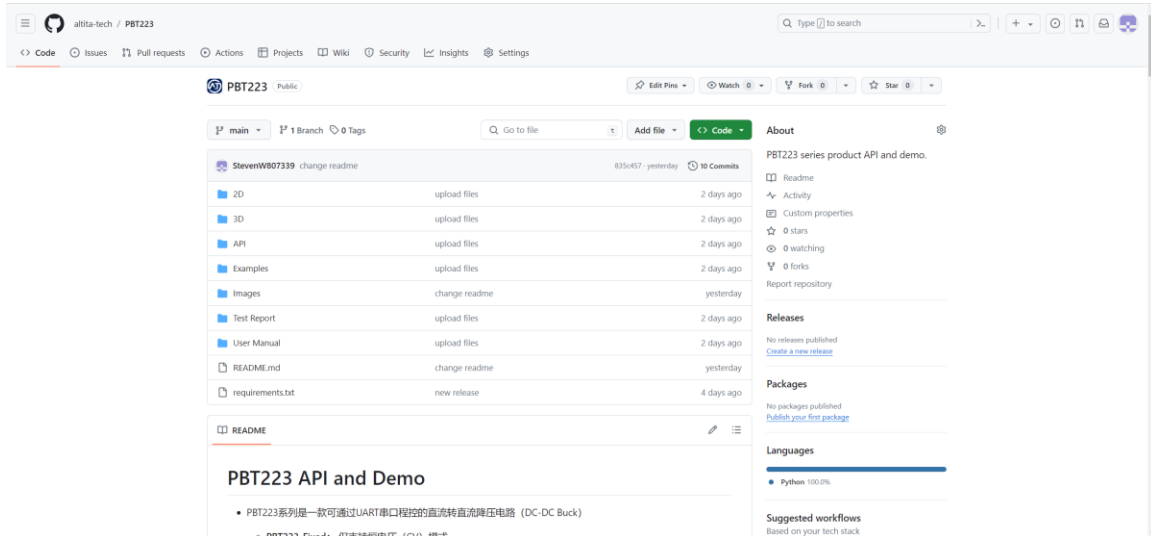 altita-tech / PBT223
Type / to search
Code Issues Pull requests Actions Projects Wiki Security Insights Settings
PBT223 Public
Edit Pins Watch 0 Fork 0 Star 0
main 1 Branch 0 Tags Go to file t Add file Code
StevenW807339 change readme 835c457 · yesterday 10 Commits
2D upload files 2 days ago
3D upload files 2 days ago
API upload files 2 days ago
Examples upload files 2 days ago
Images change readme yesterday
Test Report upload files 2 days ago
User Manual upload files 2 days ago
README.md change readme yesterday
requirements.txt new release 4 days ago
README
PBT223 API and Demo
PBT223系列是一款可通过UART串口程控的直流转直流降压电路（DC-DC Buck）
About
PBT223 series product API and demo.
Readme
Activity
Custom properties
0 stars
0 watching
0 forks
Report repository
Releases
No releases published
Create a new release
Packages
No packages published
Publish your first package
Languages
Python 100.0%
Suggested workflows
Based on your tech stack